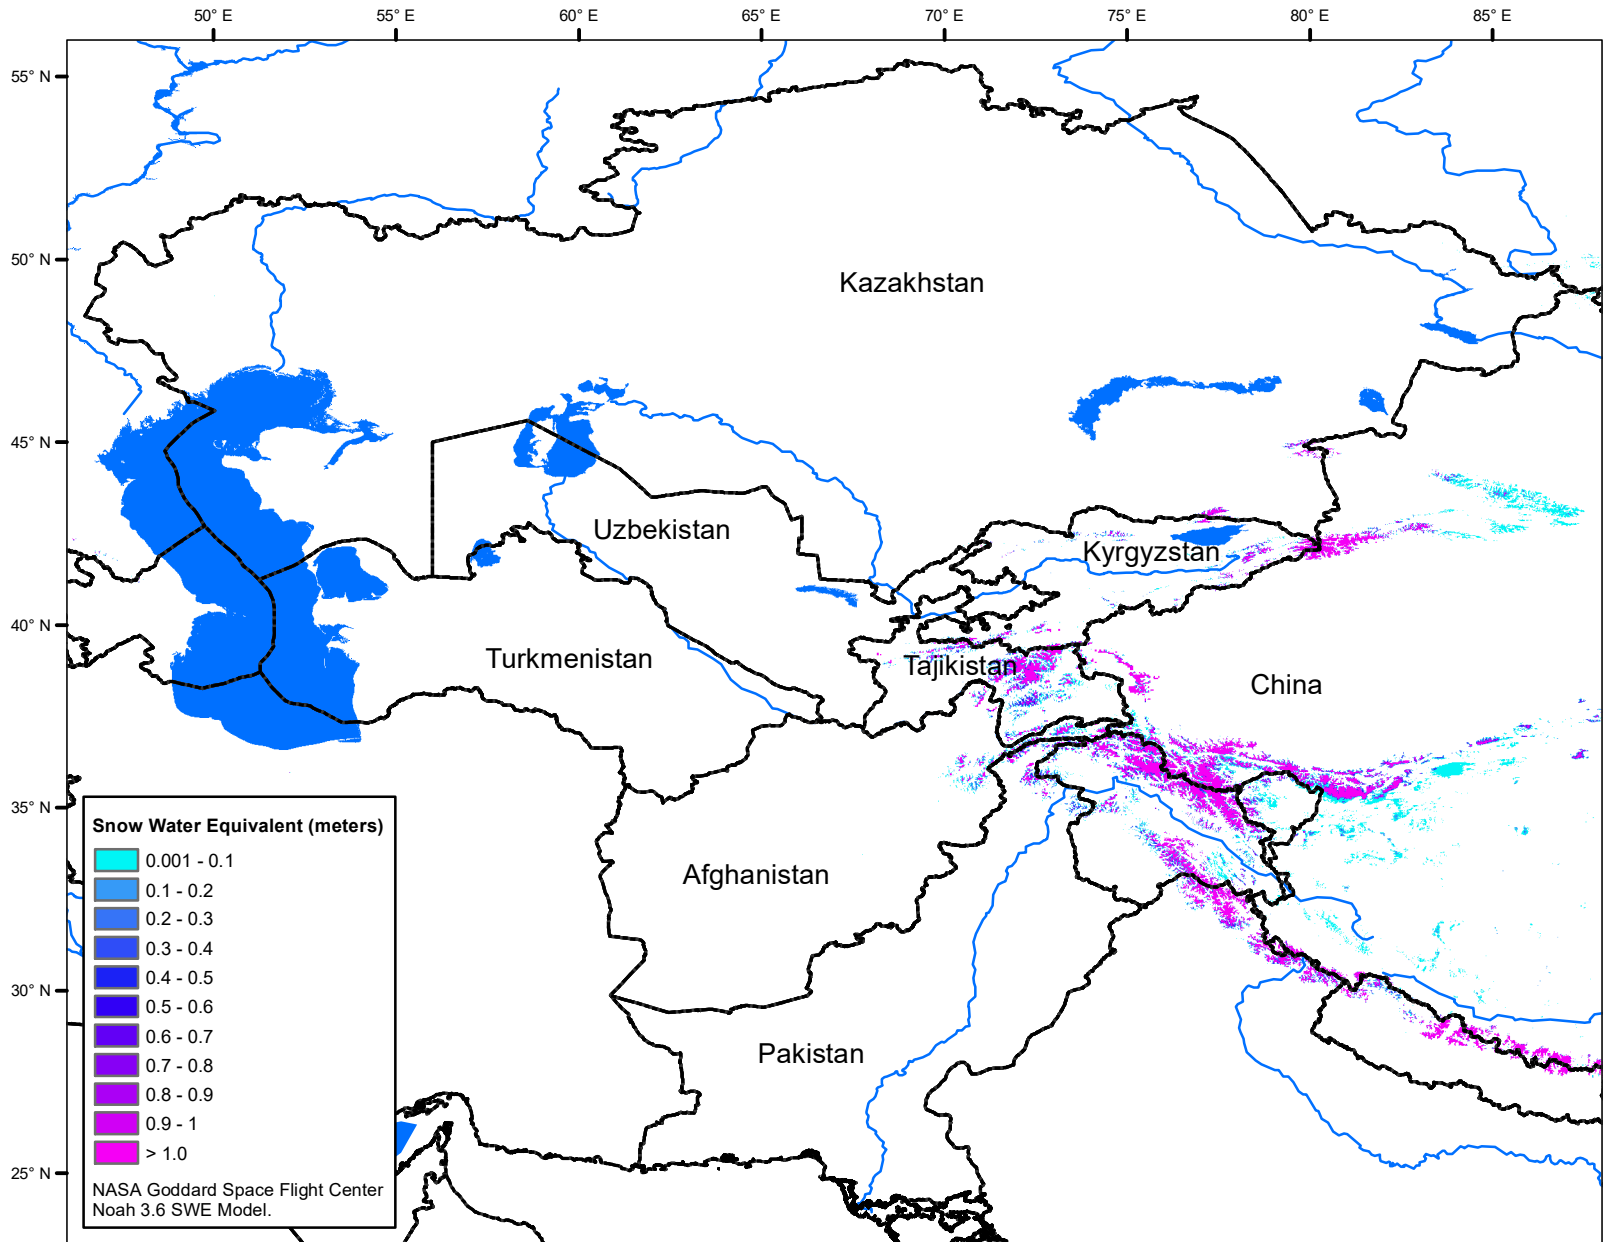 50° E 55° E 60° E 65° E 70° E 75° E 80° E 85° E
55° N
50° N
Kazakhstan
45° N
Uzbekistan
Kyrgyzstan
40° N
Turkmenistan
Tajikistan
China
35° N
Afghanistan
30° N
Pakistan
25° N
Snow Water Equivalent (meters)
0.001 - 0.1
0.1 - 0.2
0.2 - 0.3
0.3 - 0.4
0.4 - 0.5
0.5 - 0.6
0.6 - 0.7
0.7 - 0.8
0.8 - 0.9
0.9 - 1
> 1.0
NASA Goddard Space Flight Center
Noah 3.6 SWE Model.